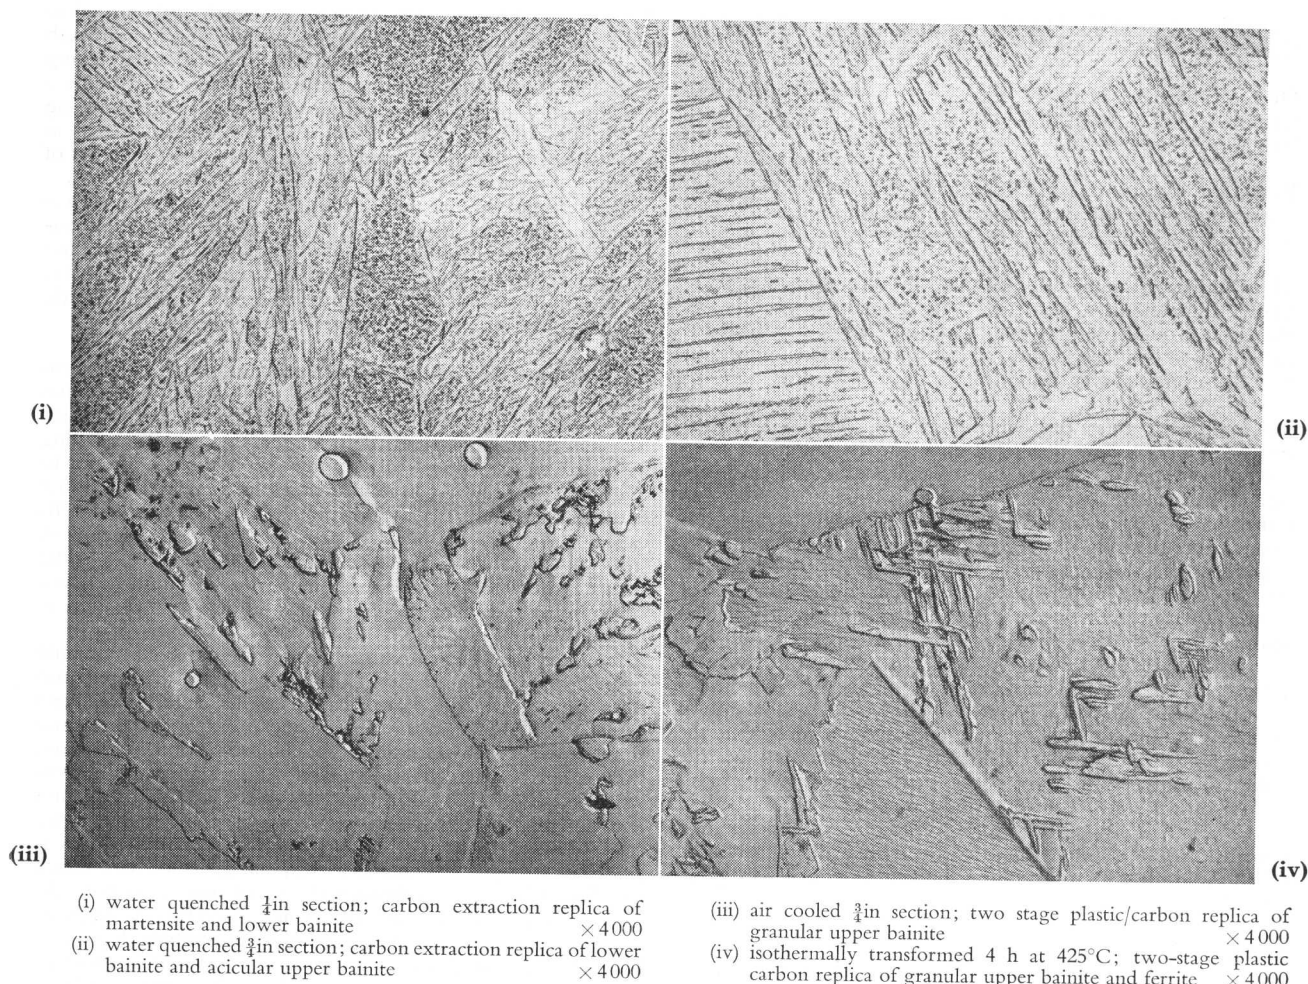 (i)
(ii)
(iii)
(iv)
(i) water quenched ¼in section; carbon extraction replica of
martensite and lower bainite ×4000
(ii) water quenched ¾in section; carbon extraction replica of lower
bainite and acicular upper bainite ×4000
(iii) air cooled ¾in section; two stage plastic/carbon replica of
granular upper bainite ×4000
(iv) isothermally transformed 4 h at 425°C; two-stage plastic
carbon replica of granular upper bainite and ferrite ×4000